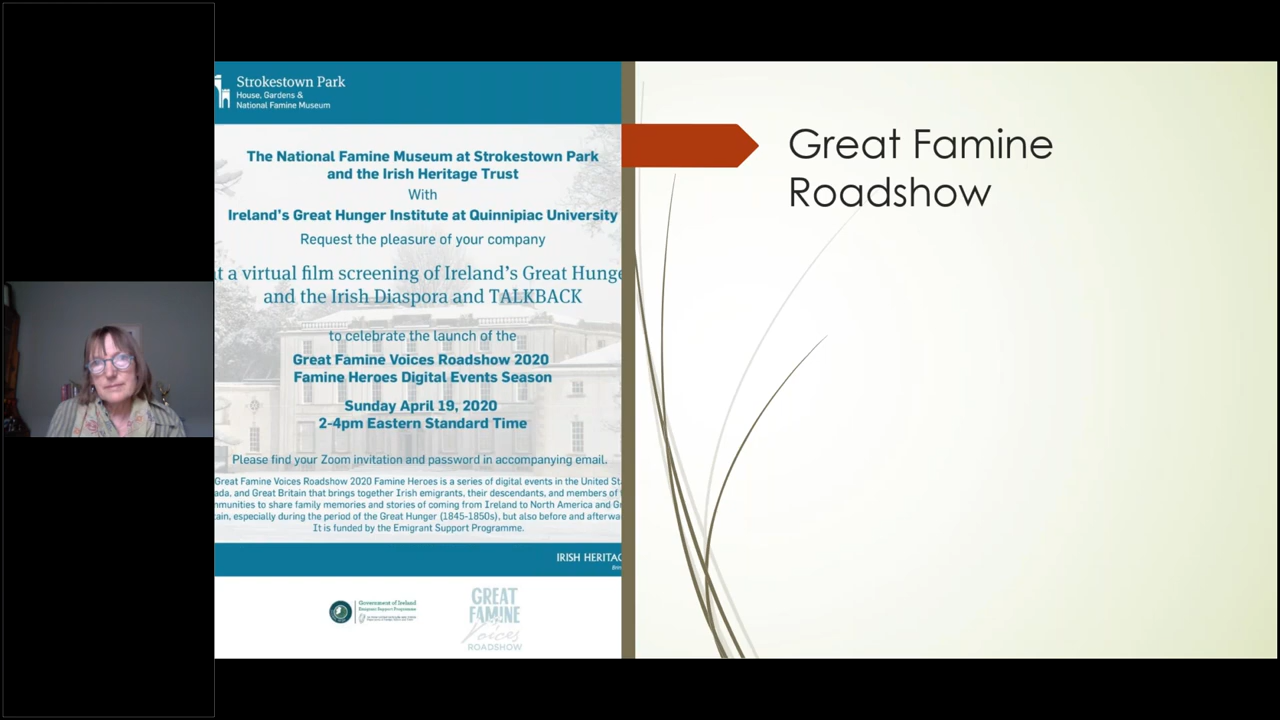 Strokestown Park
House, Gardens &
National Famine Museum
The National Famine Museum at Strokestown Park
and the Irish Heritage Trust
With
Ireland's Great Hunger Institute at Quinnipiac University
Request the pleasure of your company
at a virtual film screening of Ireland's Great Hunge
and the Irish Diaspora and TALKBACK
to celebrate the launch of the
Great Famine Voices Roadshow 2020
Famine Heroes Digital Events Season
Sunday April 19, 2020
2-4pm Eastern Standard Time
Please find your Zoom invitation and password in accompanying email.
Great Famine Voices Roadshow 2020 Famine Heroes is a series of digital events in the United Sta
ada, and Great Britain that brings together Irish emigrants, their descendants, and members of
munities to share family memories and stories of coming from Ireland to North America and G
tain, especially during the period of the Great Hunger (1845-1850s), but also before and afterwa
It is funded by the Emigrant Support Programme.
IRISH HERITAG
Government of Ireland
Emigrant Support Programme
GREAT
FAMINE
Voices
ROADSHOW
Great Famine
Roadshow